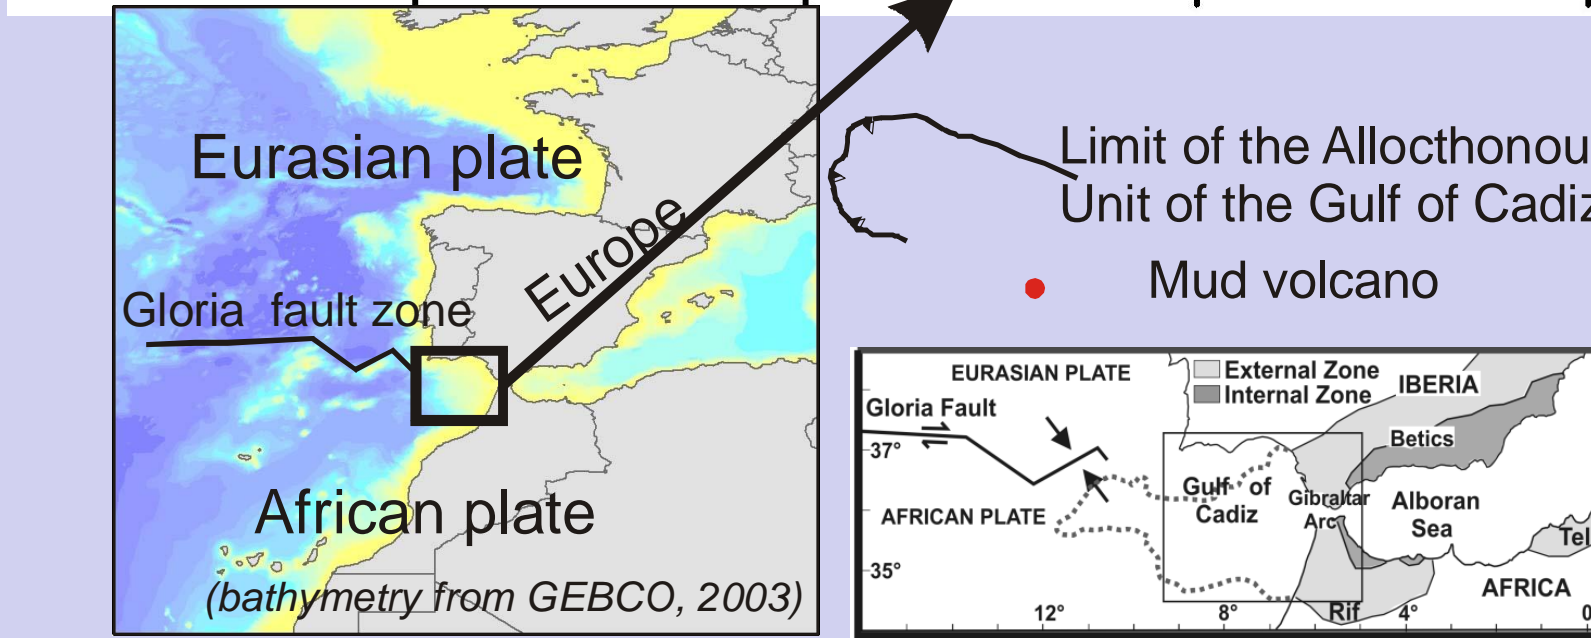 Eurasian plate
Europe
Gloria fault zone
African plate
(bathymetry from GEBCO, 2003)
Limit of the Allocthonou
Unit of the Gulf of Cadiz
Mud volcano
EURASIAN PLATE
External Zone
Internal Zone
IBERIA
Gloria Fault
Betics
37°
Gulf of
Cadiz
Gibraltar
Arc
Alboran
Sea
AFRICAN PLATE
Tel
35°
AFRICA
12°
8°
Rif
4°
0